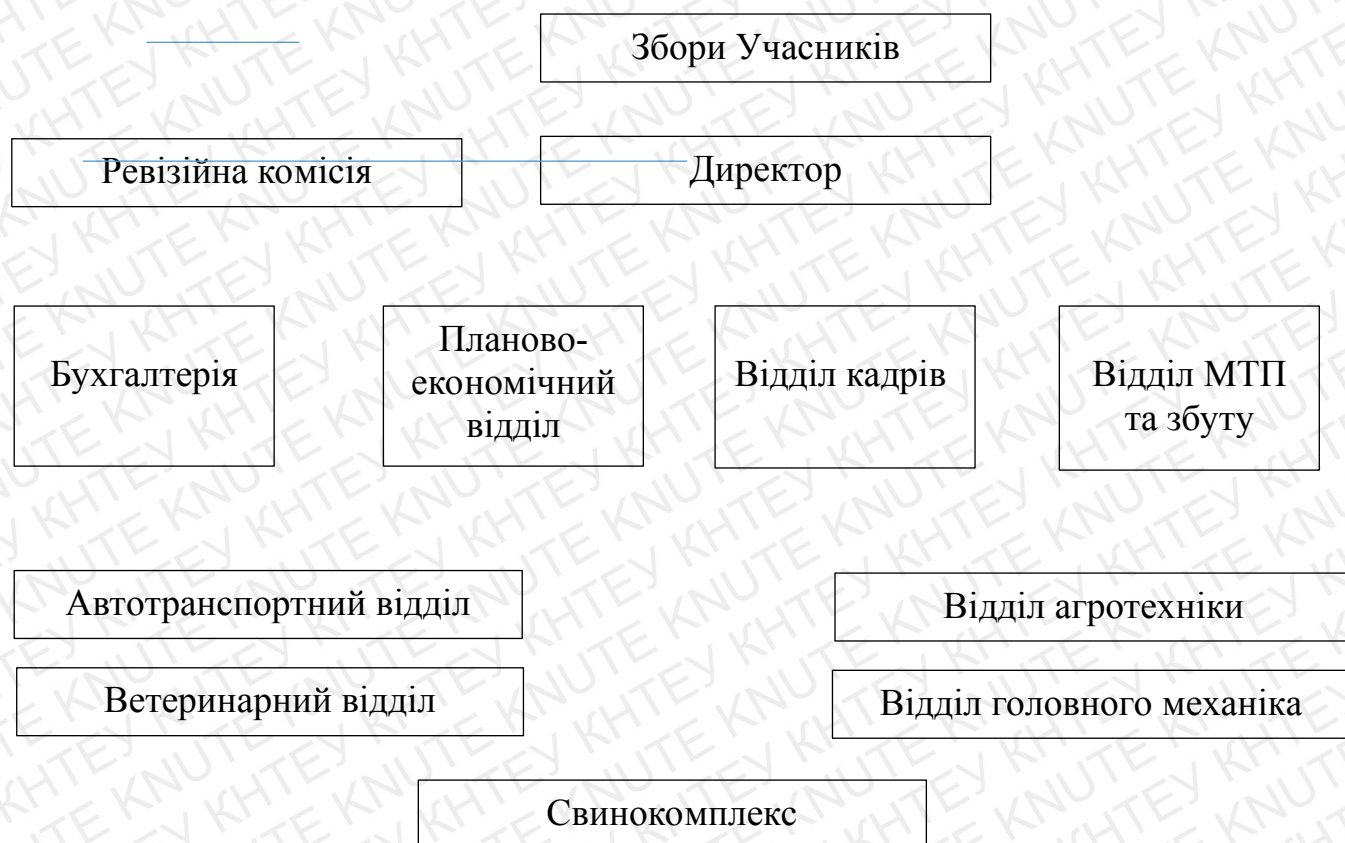 Збори Учасників
Ревізійна комісія
Директор
Бухгалтерія
Планово-
економічний
відділ
Відділ кадрів
Відділ МТП
та збуту
Автотранспортний відділ
Відділ агротехніки
Ветеринарний відділ
Відділ головного механіка
Свинокомплекс